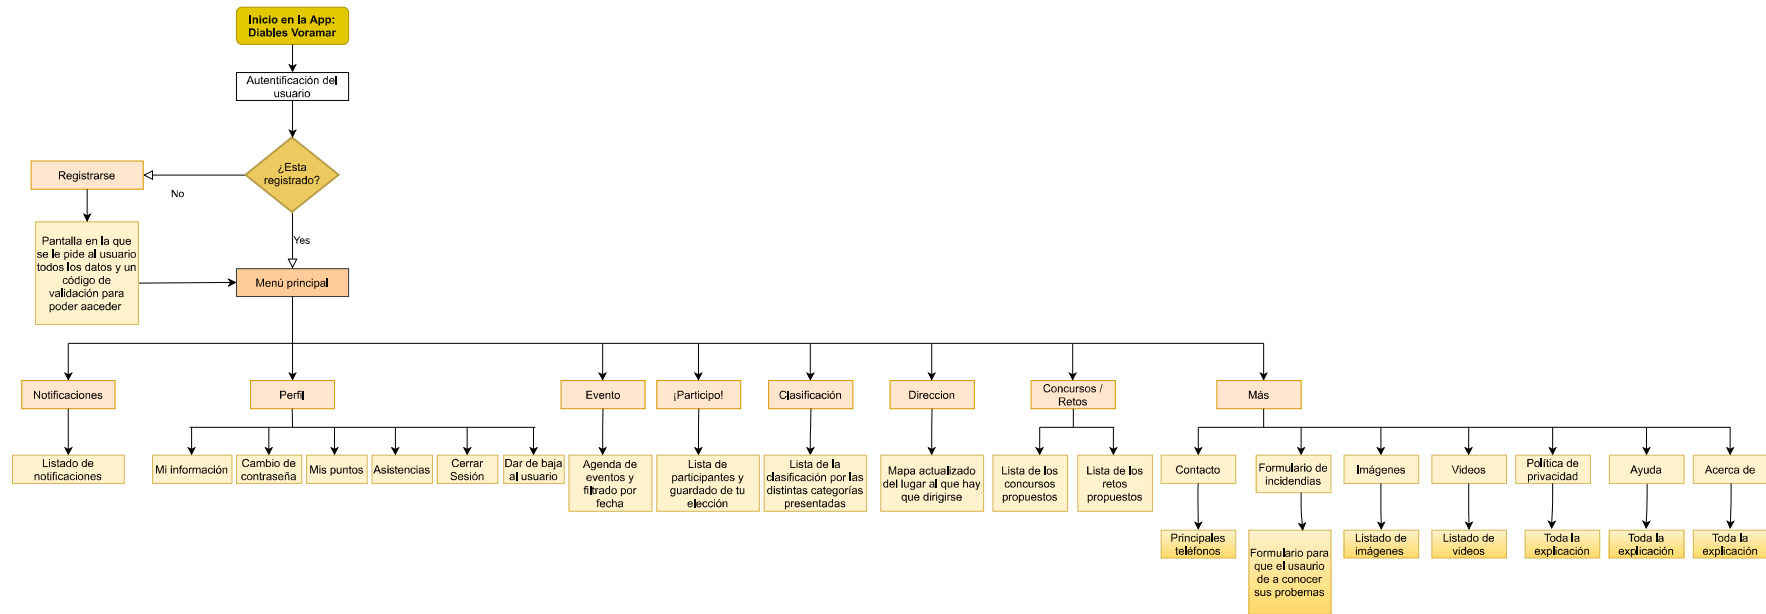 Inicio en la App:
Diables Voramar
Autentificación del
usuario
¿Esta
registrado?
Registrarse
No
Yes
Pantalla en la que
se le pide al usuario
todos los datos y un
código de
validación para
poder aaceder
Menú principal
Notificaciones
Perfil
Evento
¡Participo!
Clasificación
Direccion
Concursos /
Retos
Más
Listado de
notificaciones
Mi información
Cambio de
contraseña
Mis puntos
Asistencias
Cerrar
Sesión
Dar de baja
al usuario
Agenda de
eventos y
filtrado por
fecha
Lista de
participantes y
guardado de tu
elección
Lista de la
clasificación por las
distintas categorías
presentadas
Mapa actualizado
del lugar al que hay
que dirigirse
Lista de los
concursos
propuestos
Lista de los
retos
propuestos
Contacto
Formulario de
incidendias
Imágenes
Videos
Política de
privacidad
Ayuda
Acerca de
Principales
teléfonos
Formulario para
que el usaurio
de a conocer
sus probemas
Listado de
imágenes
Listado de
videos
Toda la
explicación
Toda la
explicación
Toda la
explicación